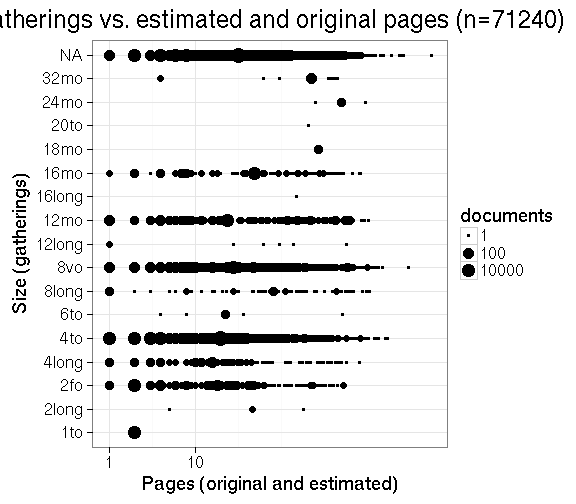 atherings vs. estimated and original pages (n=71240)
NA
32mo
24mo
20to
18mo
16mo
16long
12mo
12long
8vo
8long
6to
4to
4long
2fo
2long
1to
Size (gatherings)
1 10
Pages (original and estimated)
documents
1
100
10000